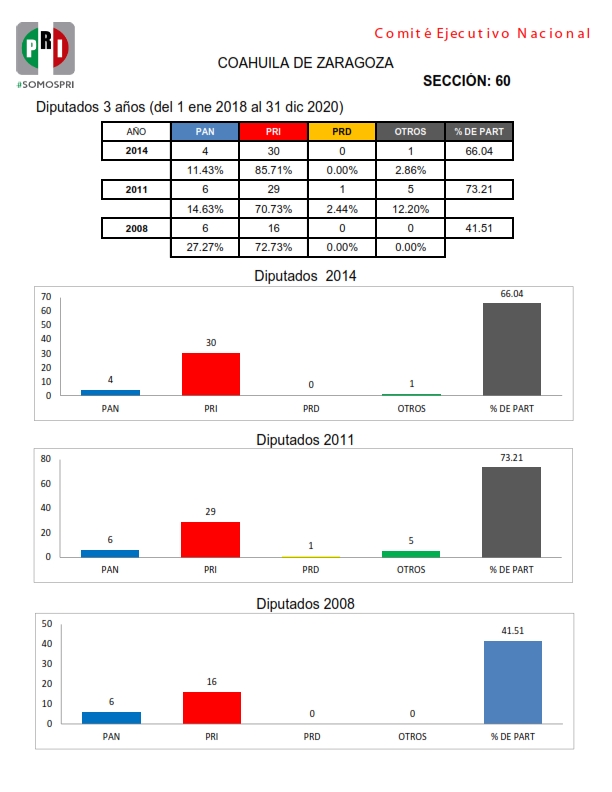 PRI
#SOMOSPRI
Comité Ejecutivo Nacional
COAHUILA DE ZARAGOZA
SECCIÓN: 60
Diputados 3 años (del 1 ene 2018 al 31 dic 2020)
AÑO PAN PRI PRD OTROS % DE PART
2014 4 30 0 1 66.04
11.43% 85.71% 0.00% 2.86%
2011 6 29 1 5 73.21
14.63% 70.73% 2.44% 12.20%
2008 6 16 0 0 41.51
27.27% 72.73% 0.00% 0.00%
Diputados 2014
70
60
50
40
30
20
10
0
4 30 0 1 66.04
PAN PRI PRD OTROS % DE PART
Diputados 2011
80
60
40
20
0
6 29 1 5 73.21
PAN PRI PRD OTROS % DE PART
Diputados 2008
50
40
30
20
10
0
6 16 0 0 41.51
PAN PRI PRD OTROS % DE PART